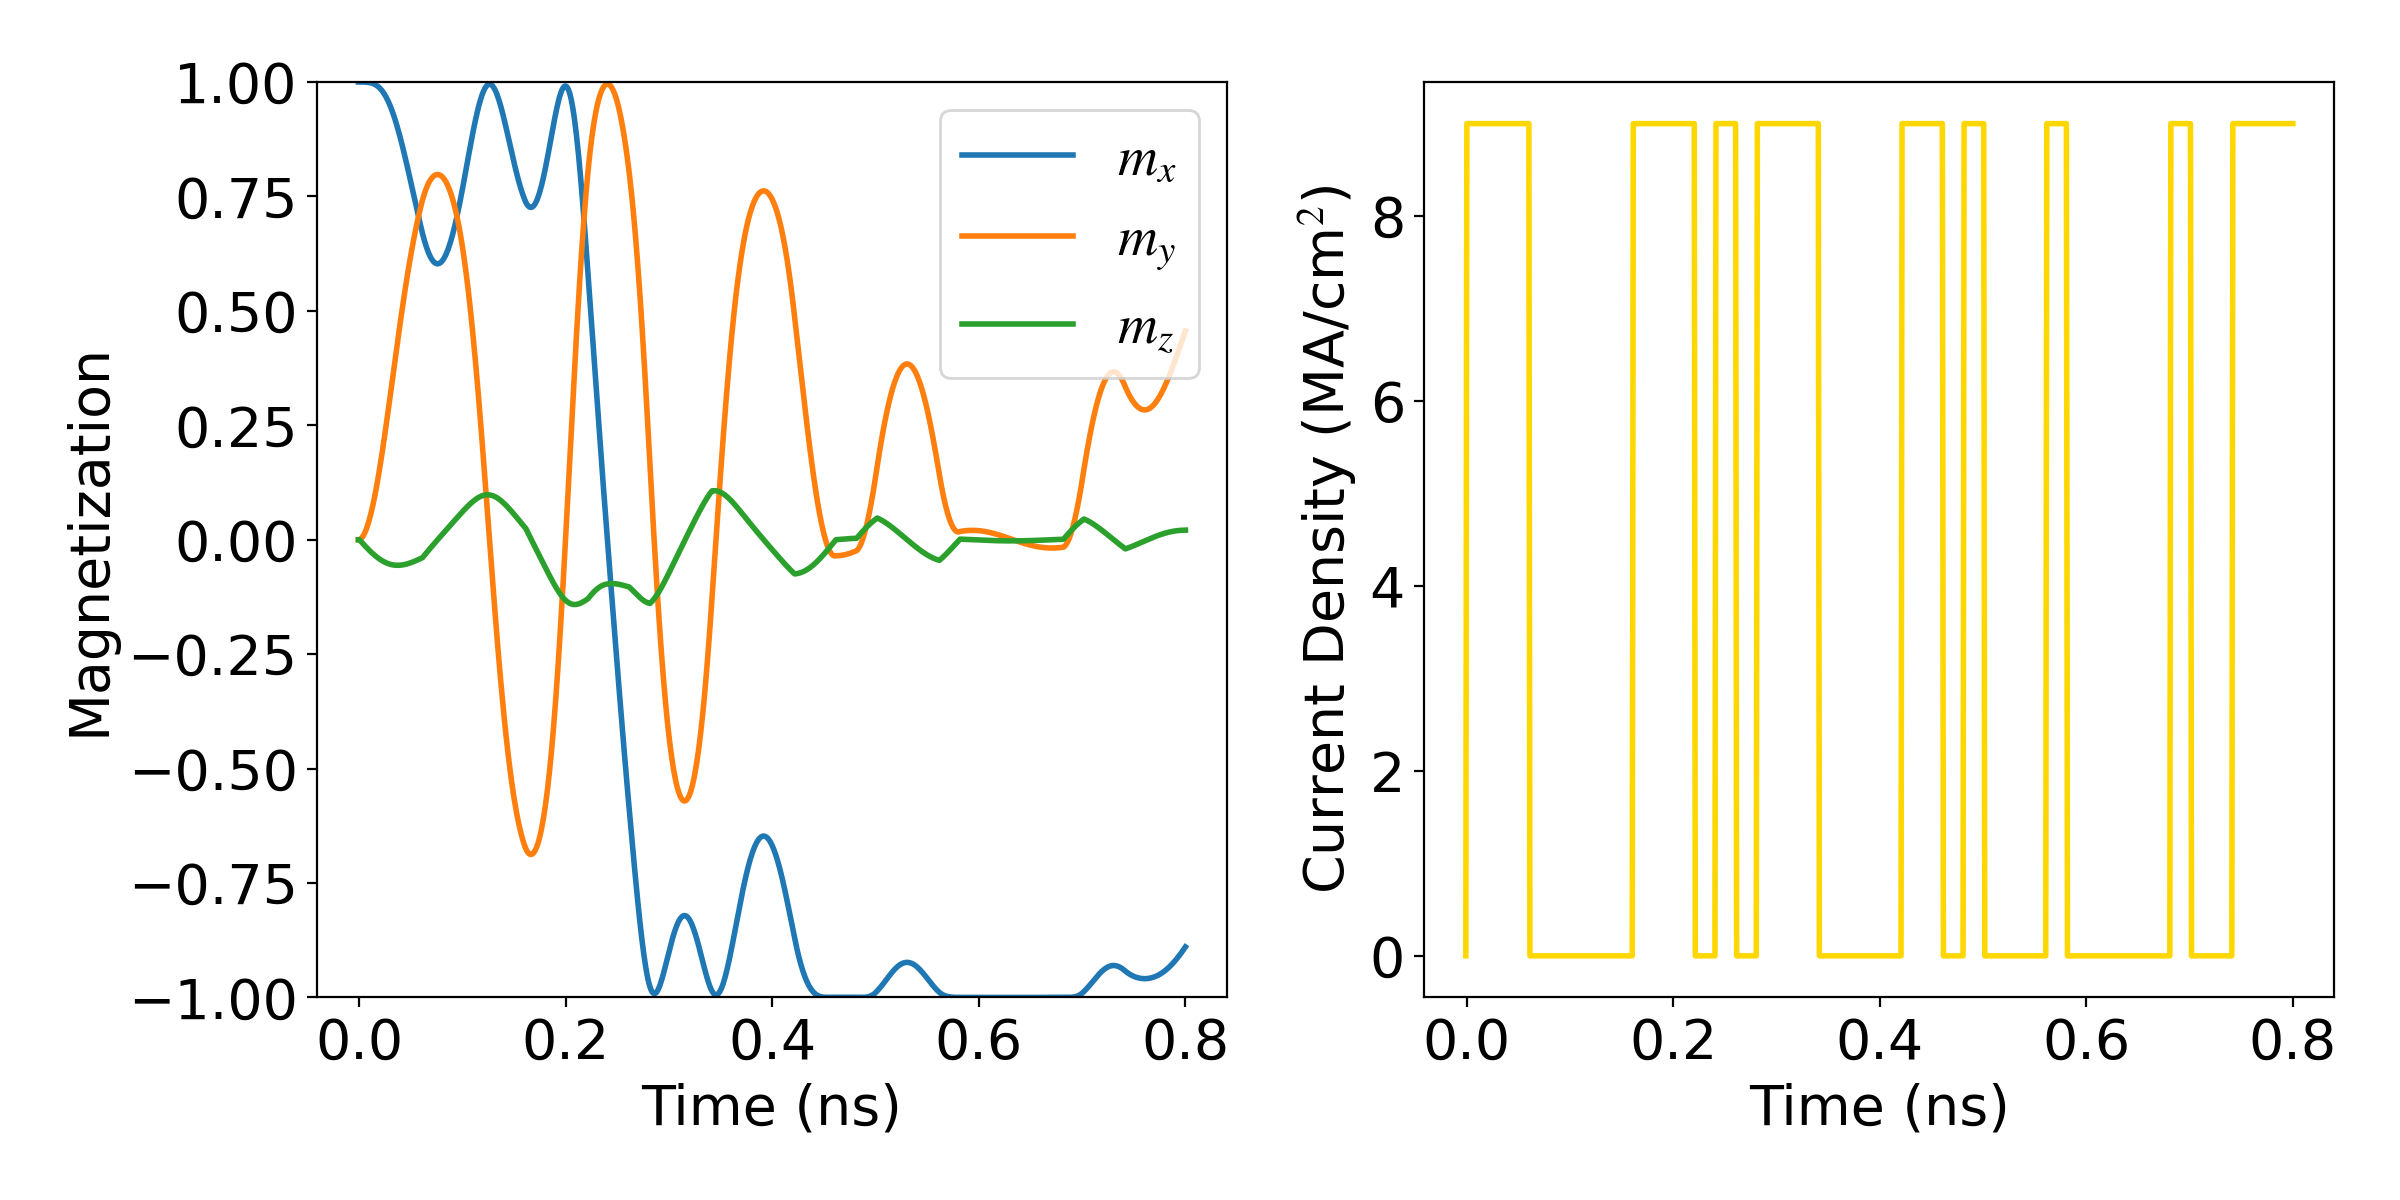 1.00
0.75
0.50
0.25
0.00
−0.25
−0.50
−0.75
−1.00
Magnetization
0.0 0.2 0.4 0.6 0.8
Time (ns)
m_x
m_y
m_z
8
6
4
2
0
Current Density (MA/cm²)
0.0 0.2 0.4 0.6 0.8
Time (ns)